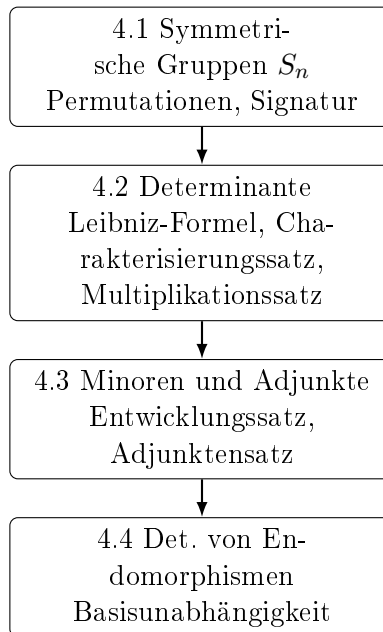 4.1 Symmetri-
sche Gruppen $S_n$
Permutationen, Signatur
4.2 Determinante
Leibniz-Formel, Cha-
rakterisierungssatz,
Multiplikationssatz
4.3 Minoren und Adjunkte
Entwicklungssatz,
Adjunktensatz
4.4 Det. von En-
domorphismen
Basisunabhängigkeit